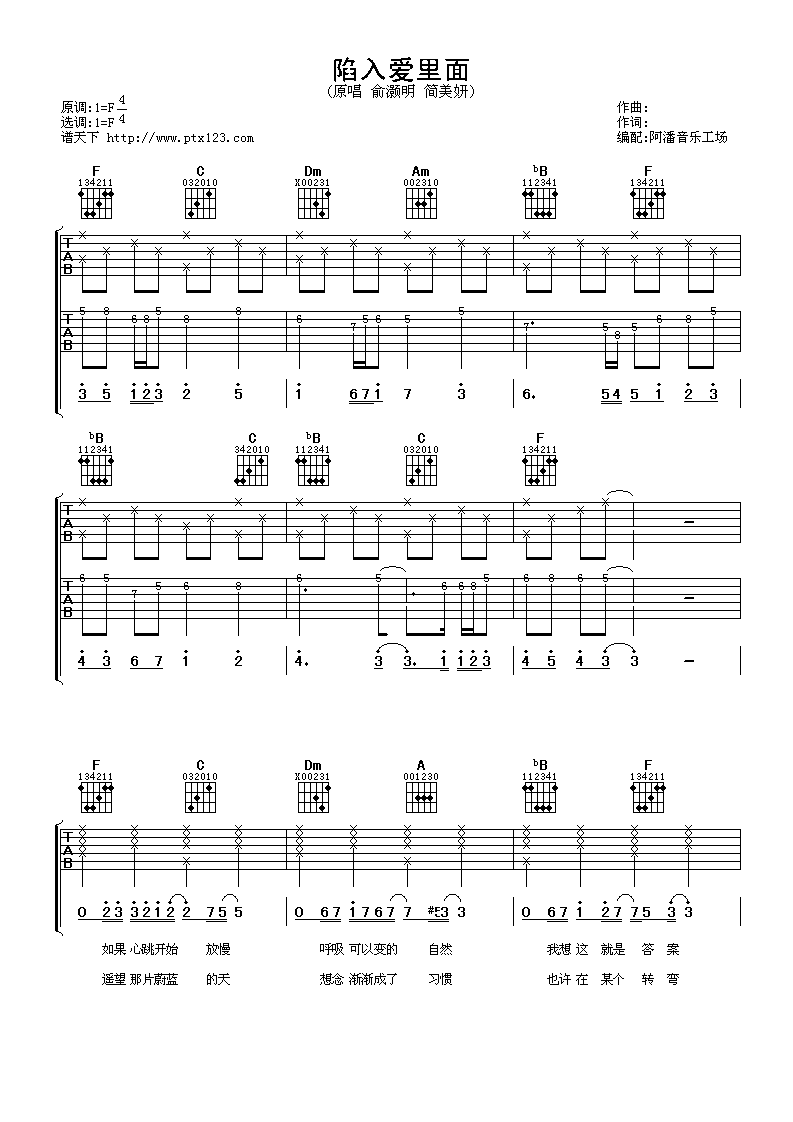 陷入爱里面
(原唱 俞灏明 简美妍)
原调:1=F 4/4
选调:1=F
作曲:
作词:
谱天下 http://www.ptx123.com
编配:阿潘音乐工场
F C Dm Am bB F
134211 032010 X00231 002310 112341 134211
T A B
5 8 6 8 5 8 8 6 7 5 6 5 5 7 5 8 5 6 8 5
T A B
3 5 1 2 3 2 5 1 6 7 1 7 3 6. 5 4 5 1 2 3
bB C bB C F
112341 342010 112341 032010 134211
T A B
6 5 7 5 6 8 6 5 6 6 8 5 6 8 6 5
T A B
4 3 6 7 1 2 4. 3 3. 1 1 2 3 4 5 4 3 3 –
F C Dm A bB F
134211 032010 X00231 001230 112341 134211
T A B
0 2 3 3 2 1 2 2 7 5 5 0 6 7 1 7 6 7 7 #5 3 3 0 6 7 1 2 7 7 5 3 3
如果 心跳开始 放慢 呼吸 可以变的 自然 我想 这 就是 答 案
遥望 那片蔚蓝 的天 想念 渐渐成了 习惯 也许 在 某个 转 弯